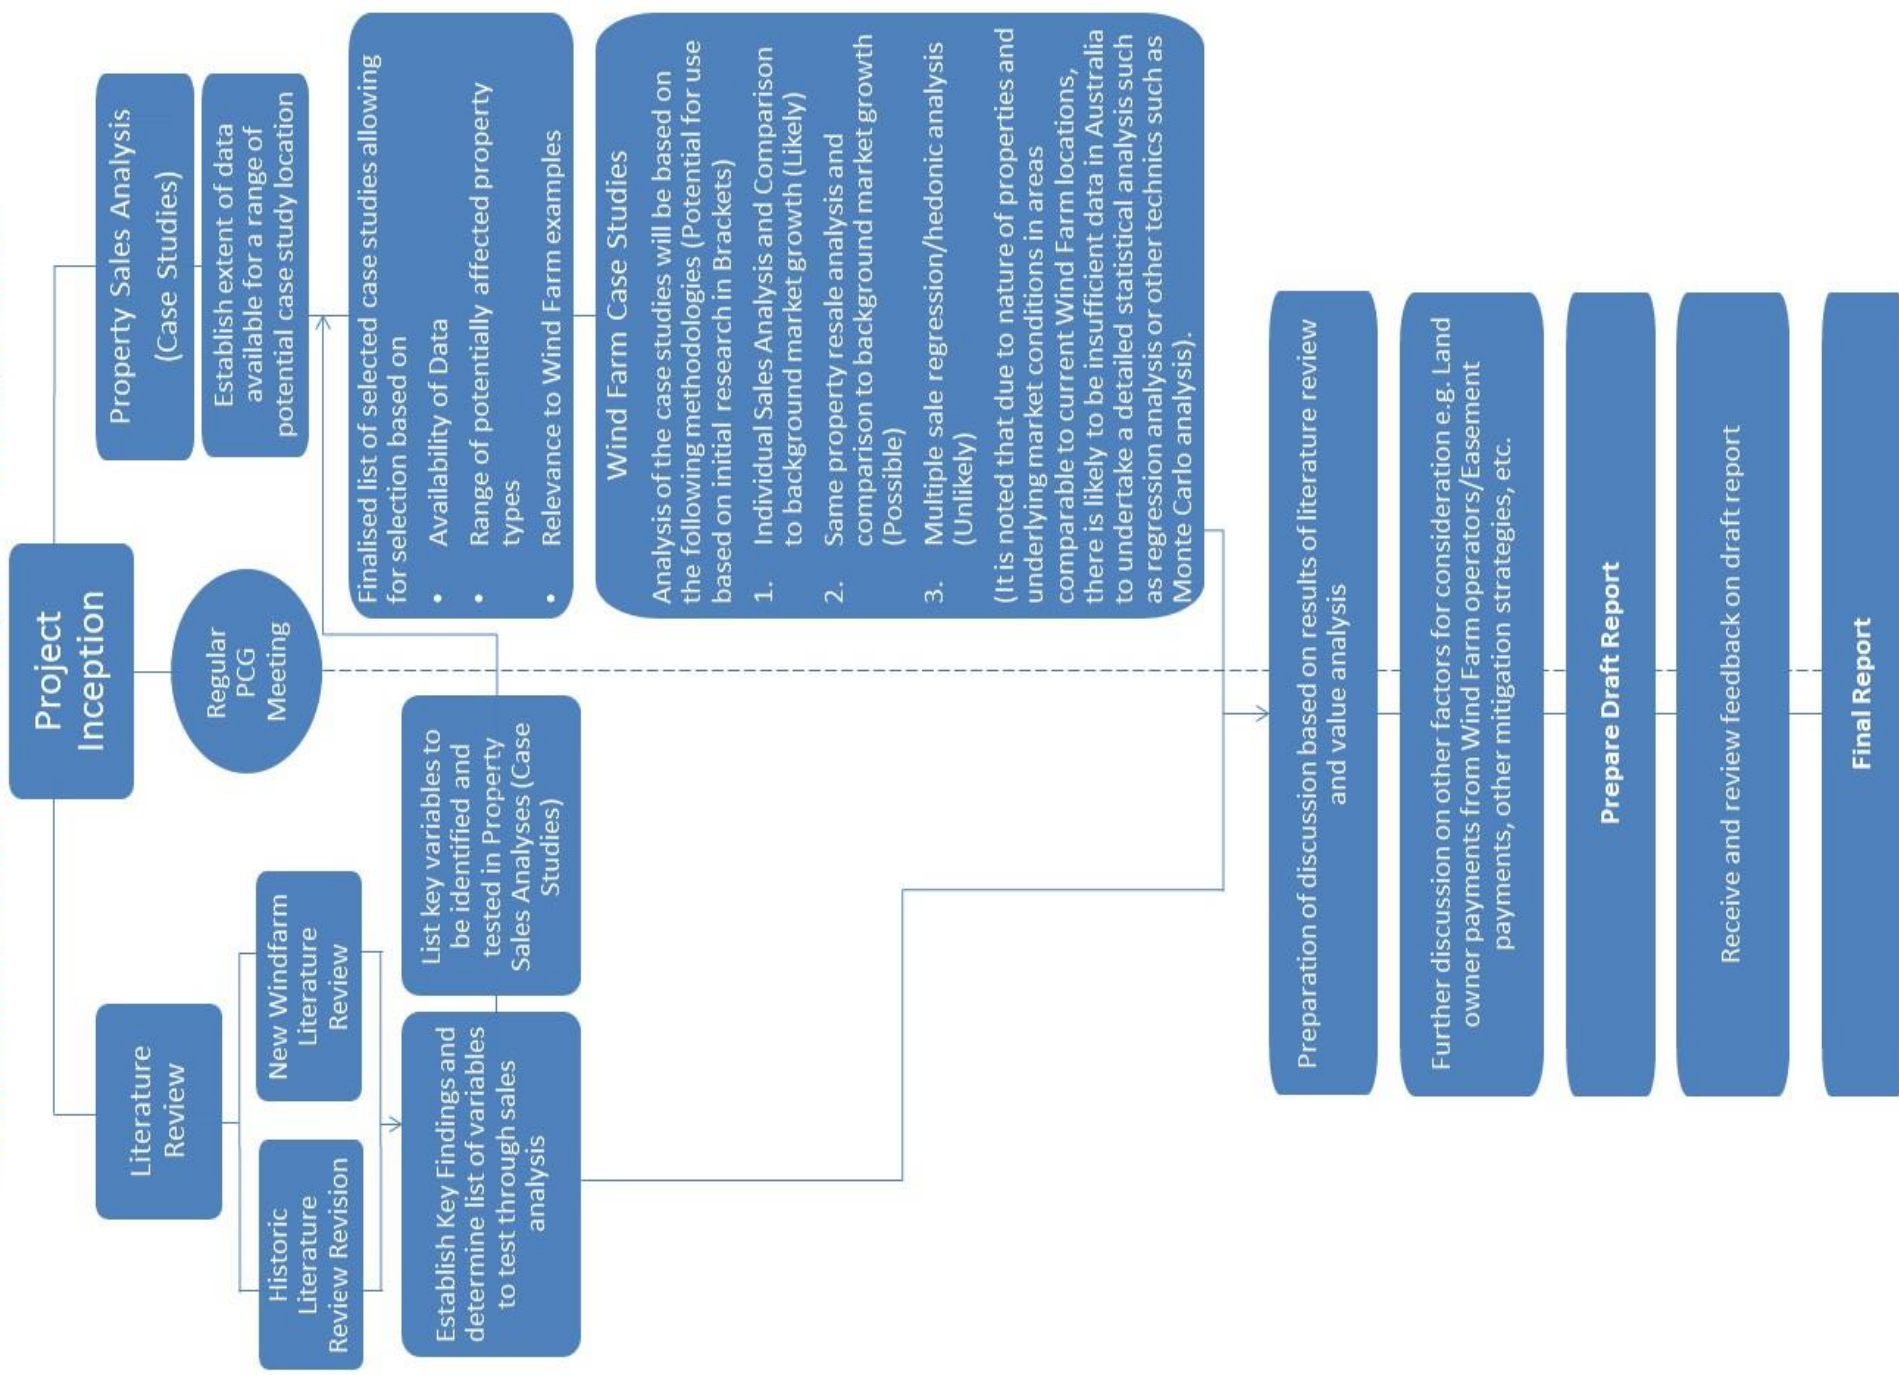 Project
Inception
Regular
PCG
Meeting
Literature
Review
Historic
Literature
Review Revision
New Windfarm
Literature
Review
Establish Key Findings and
determine list of variables
to test through sales
analysis
List key variables to
be identified and
tested in Property
Sales Analyses (Case
Studies)
Property Sales Analysis
(Case Studies)
Establish extent of data
available for a range of
potential case study location
Finalised list of selected case studies allowing
for selection based on
• Availability of Data
• Range of potentially affected property
types
• Relevance to Wind Farm examples
Wind Farm Case Studies
Analysis of the case studies will be based on
the following methodologies (Potential for use
based on initial research in Brackets)
1. Individual Sales Analysis and Comparison
to background market growth (Likely)
2. Same property resale analysis and
comparison to background market growth
(Possible)
3. Multiple sale regression/hedonic analysis
(Unlikely)
(It is noted that due to nature of properties and
underlying market conditions in areas
comparable to current Wind Farm locations,
there is likely to be insufficient data in Australia
to undertake a detailed statistical analysis such
as regression analysis or other technics such as
Monte Carlo analysis).
Preparation of discussion based on results of literature review
and value analysis
Further discussion on other factors for consideration e.g. Land
owner payments from Wind Farm operators/Easement
payments, other mitigation strategies, etc.
Prepare Draft Report
Receive and review feedback on draft report
Final Report